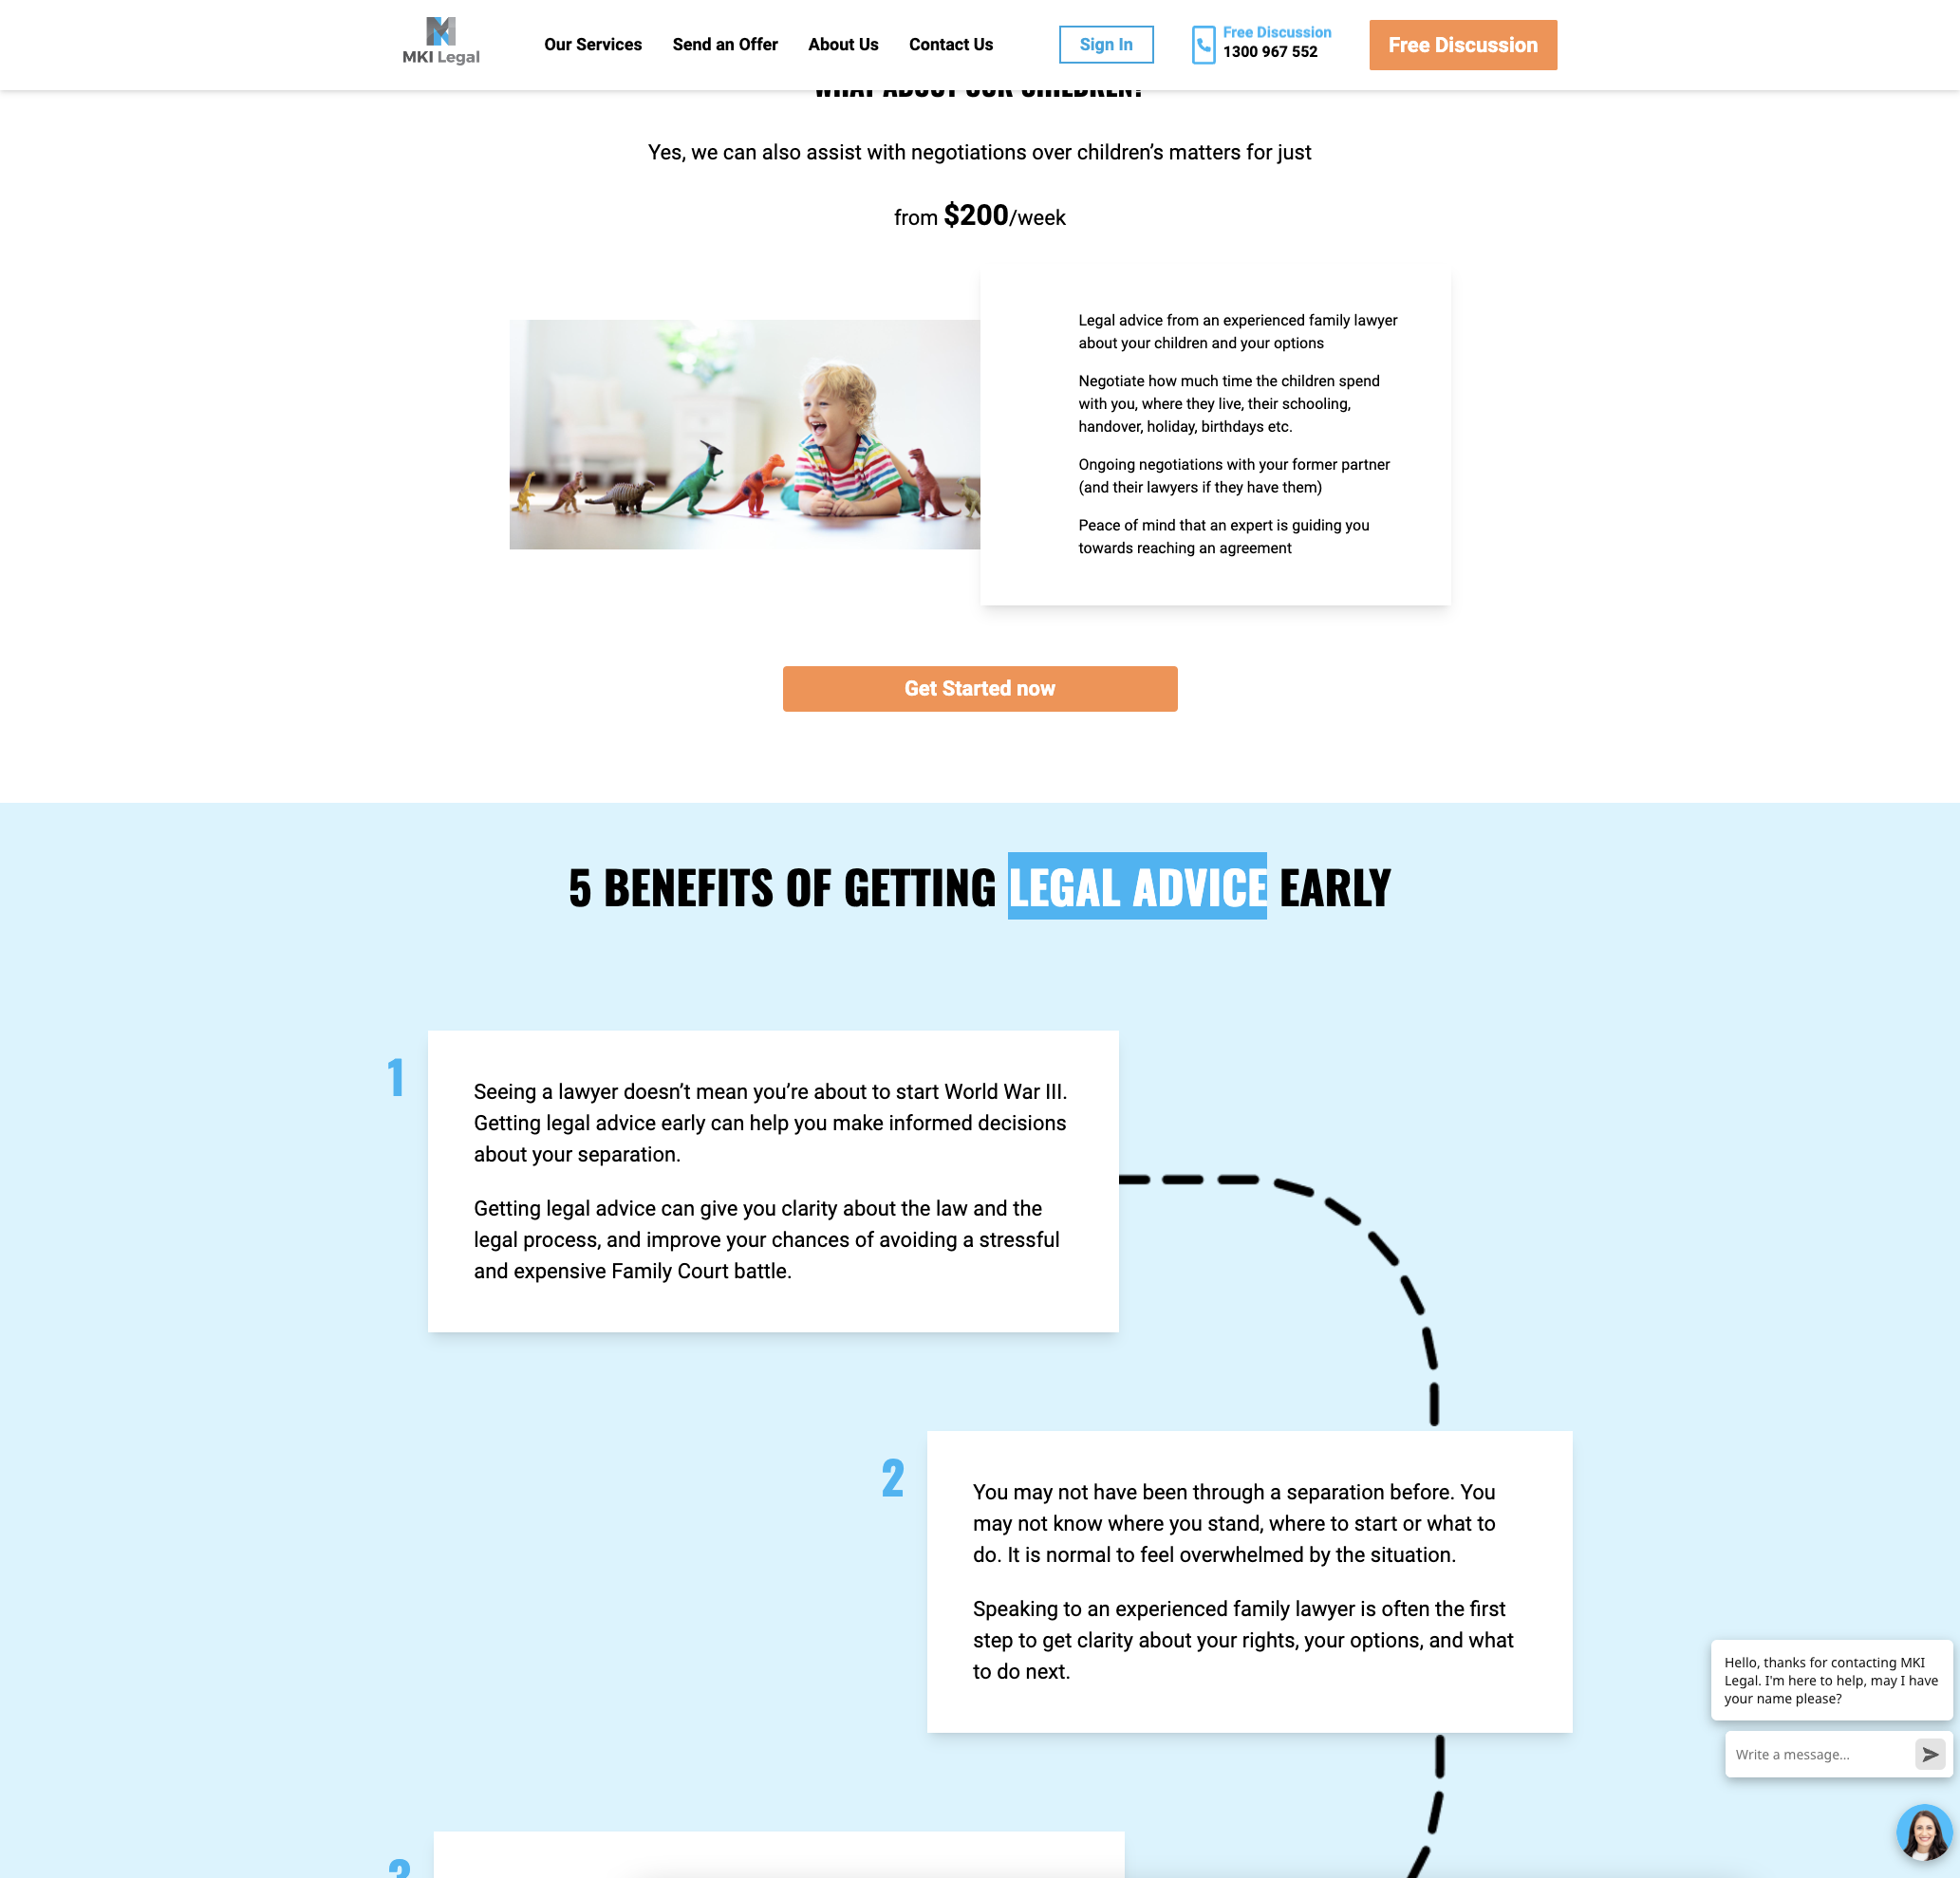 MKI Legal
Our Services
Send an Offer
About Us
Contact Us
Sign In
Free Discussion
1300 967 552
Free Discussion
WHAT ABOUT OUR CHILDREN?
Yes, we can also assist with negotiations over children’s matters for just
from $200/week
Legal advice from an experienced family lawyer
about your children and your options
Negotiate how much time the children spend
with you, where they live, their schooling,
handover, holiday, birthdays etc.
Ongoing negotiations with your former partner
(and their lawyers if they have them)
Peace of mind that an expert is guiding you
towards reaching an agreement
Get Started now
5 BENEFITS OF GETTING LEGAL ADVICE EARLY
1
Seeing a lawyer doesn’t mean you’re about to start World War III.
Getting legal advice early can help you make informed decisions
about your separation.
Getting legal advice can give you clarity about the law and the
legal process, and improve your chances of avoiding a stressful
and expensive Family Court battle.
2
You may not have been through a separation before. You
may not know where you stand, where to start or what to
do. It is normal to feel overwhelmed by the situation.
Speaking to an experienced family lawyer is often the first
step to get clarity about your rights, your options, and what
to do next.
Hello, thanks for contacting MKI
Legal. I'm here to help, may I have
your name please?
Write a message...
3